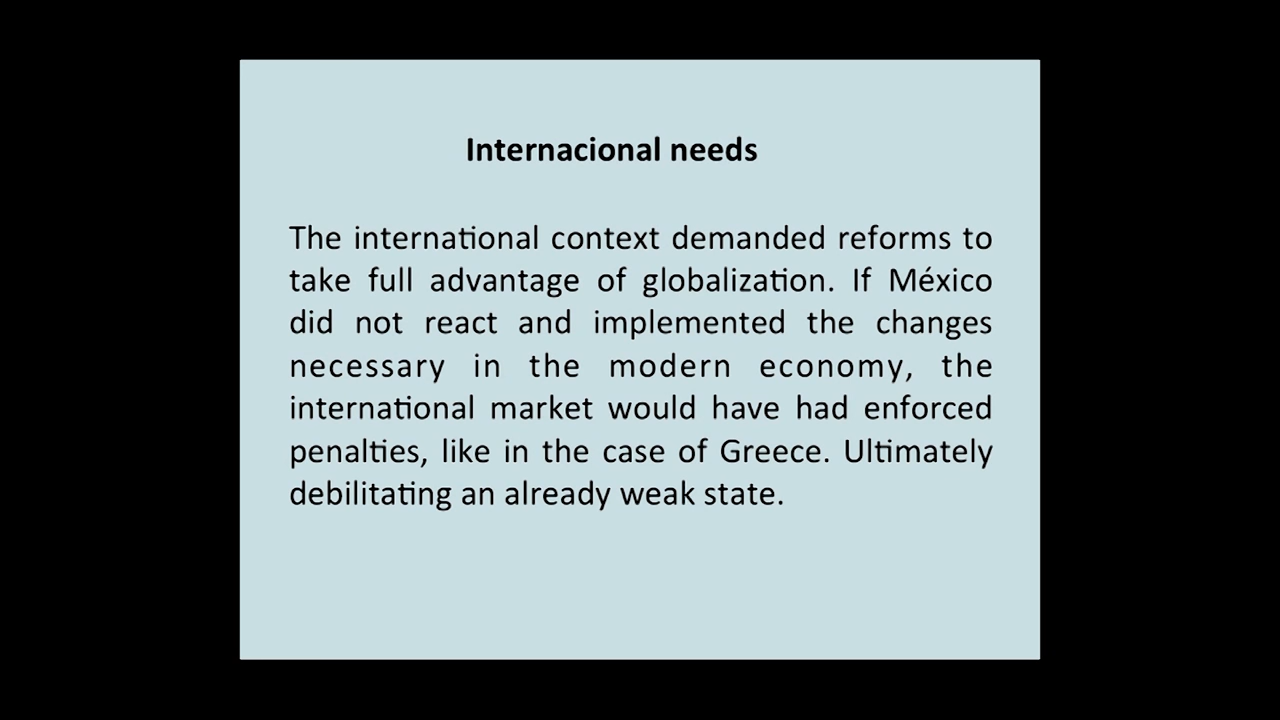 Internacional needs
The international context demanded reforms to
take full advantage of globalization. If México
did not react and implemented the changes
necessary in the modern economy, the
international market would have had enforced
penalties, like in the case of Greece. Ultimately
debilitating an already weak state.